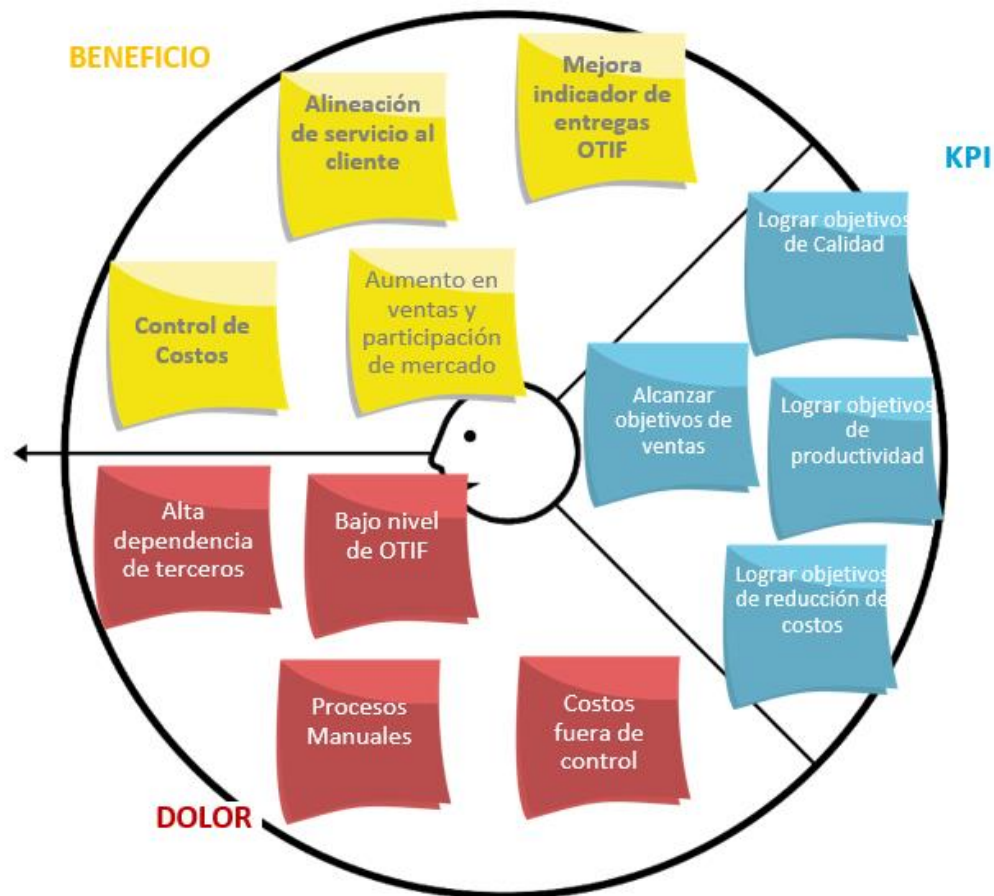 BENEFICIO
Alineación
de servicio al
cliente
Mejora
indicador de
entregas
OTIF
Control de
Costos
Aumento en
ventas y
participación
de mercado
KPI
Lograr objetivos
de Calidad
Alcanzar
objetivos de
ventas
Lograr objetivos
de
productividad
Lograr objetivos
de reducción de
costos
Alta
dependencia
de terceros
Bajo nivel
de OTIF
Procesos
Manuales
Costos
fuera de
control
DOLOR